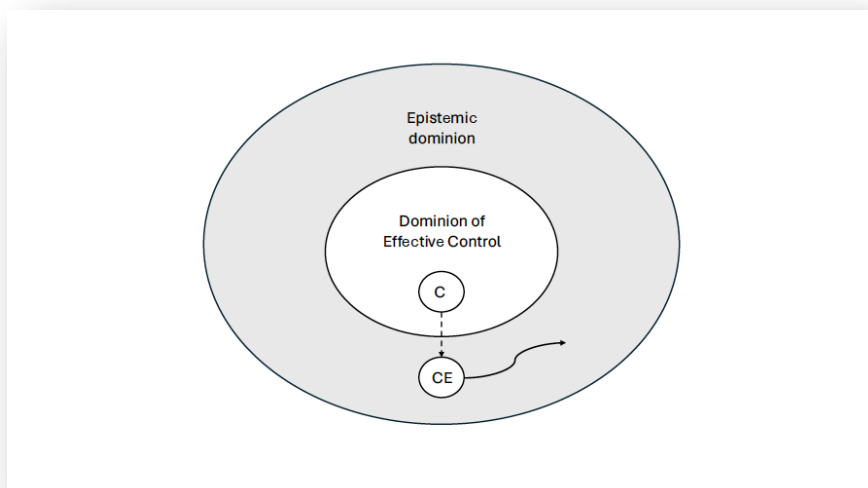 Epistemic
dominion
Dominion of
Effective Control
C
CE